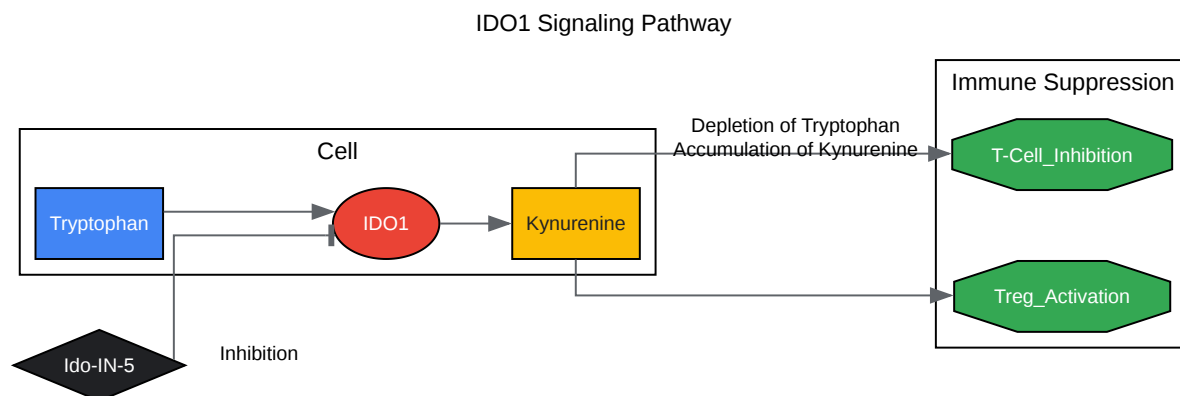 IDO1 Signaling Pathway
Immune Suppression
Depletion of Tryptophan
Accumulation of Kynurenine
Cell
T-Cell_Inhibition
Tryptophan
IDO1
Kynurenine
Treg_Activation
Ido-IN-5
Inhibition